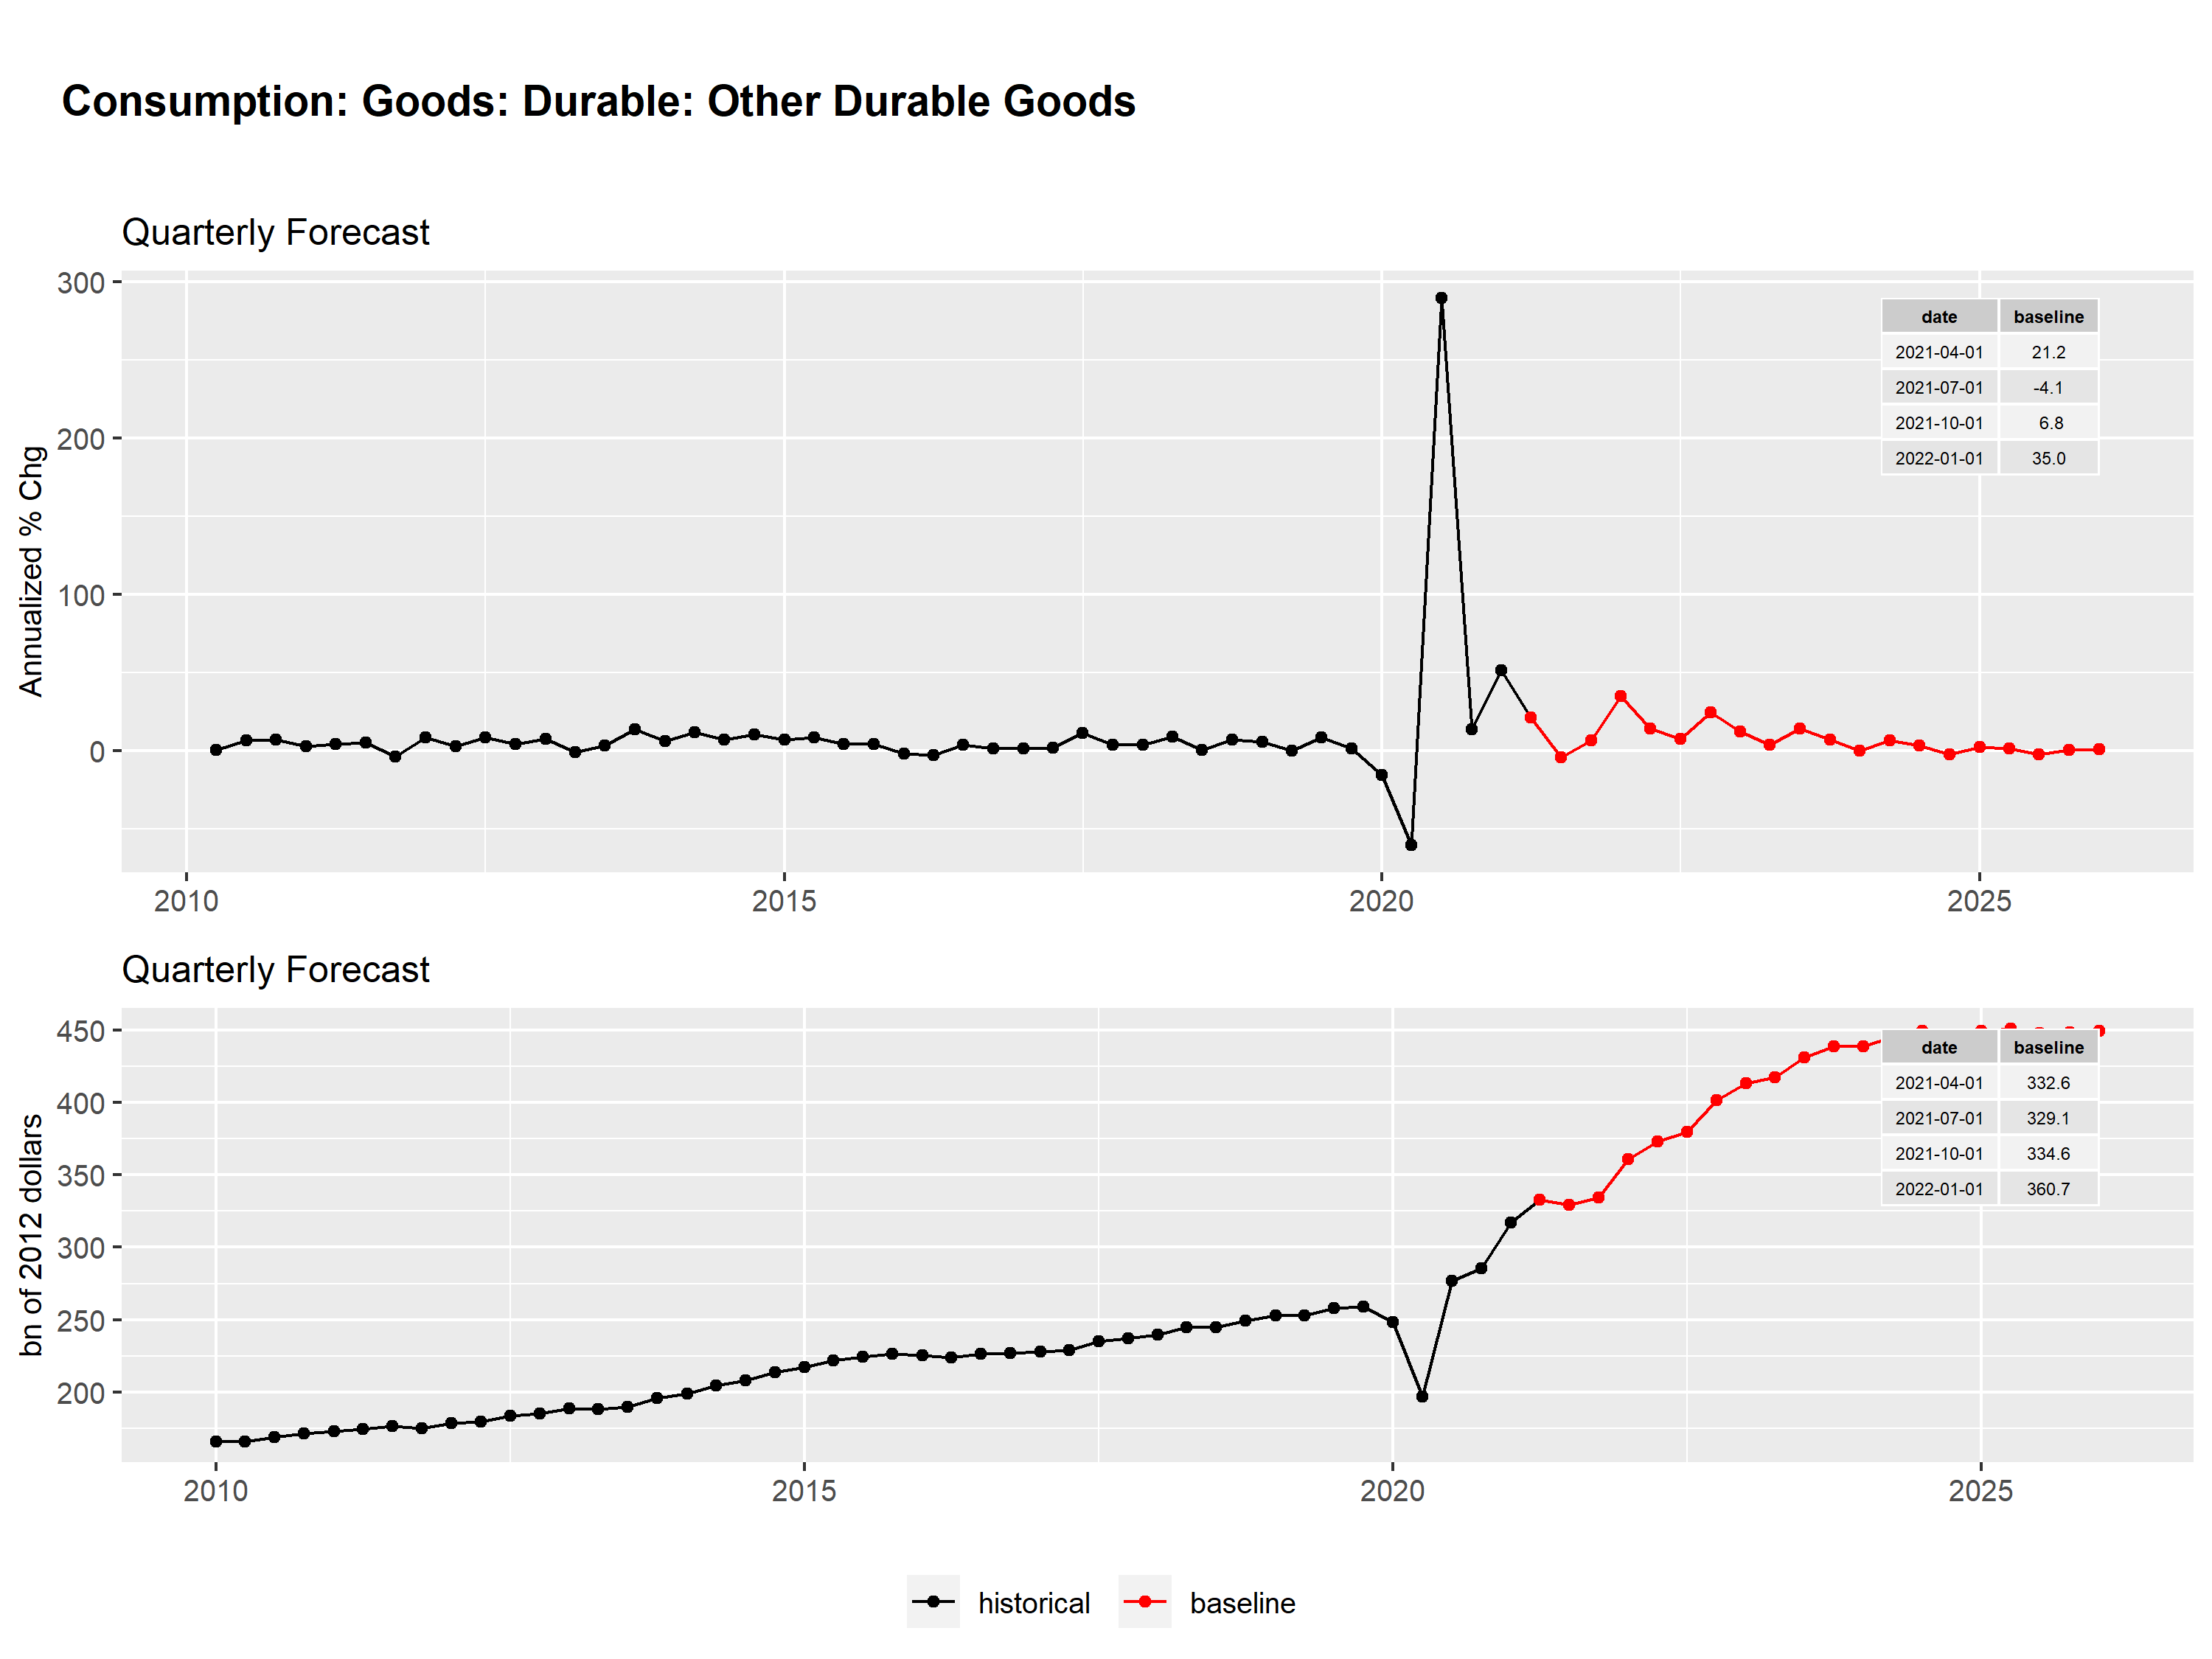 Consumption: Goods: Durable: Other Durable Goods
Quarterly Forecast
Annualized % Chg
300
200
100
0
date baseline
2021-04-01 21.2
2021-07-01 -4.1
2021-10-01 6.8
2022-01-01 35.0
2010 2015 2020 2025
Quarterly Forecast
bn of 2012 dollars
450
400
350
300
250
200
date baseline
2021-04-01 332.6
2021-07-01 329.1
2021-10-01 334.6
2022-01-01 360.7
2010 2015 2020 2025
historical baseline